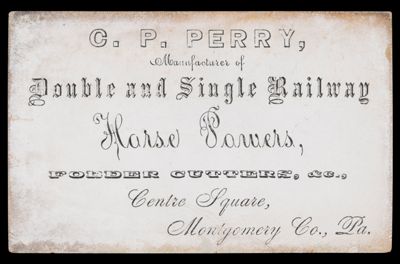 C. P. PERRY,
Manufacturer of
Double and Single Railway
Horse Powers,
FODDER CUTTERS, &c.,
Centre Square,
Montgomery Co., Pa.